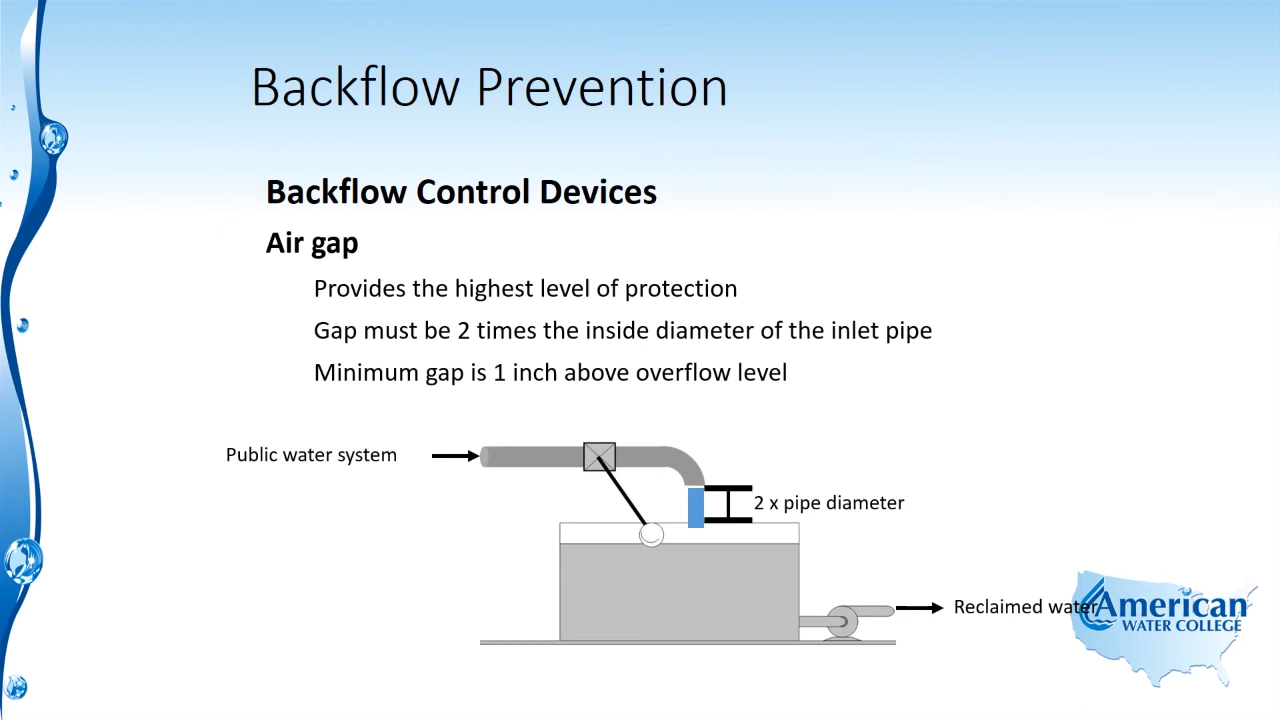 Backflow Prevention
Backflow Control Devices
Air gap
Provides the highest level of protection
Gap must be 2 times the inside diameter of the inlet pipe
Minimum gap is 1 inch above overflow level
Public water system
2 x pipe diameter
Reclaimed water
American
WATER COLLEGE